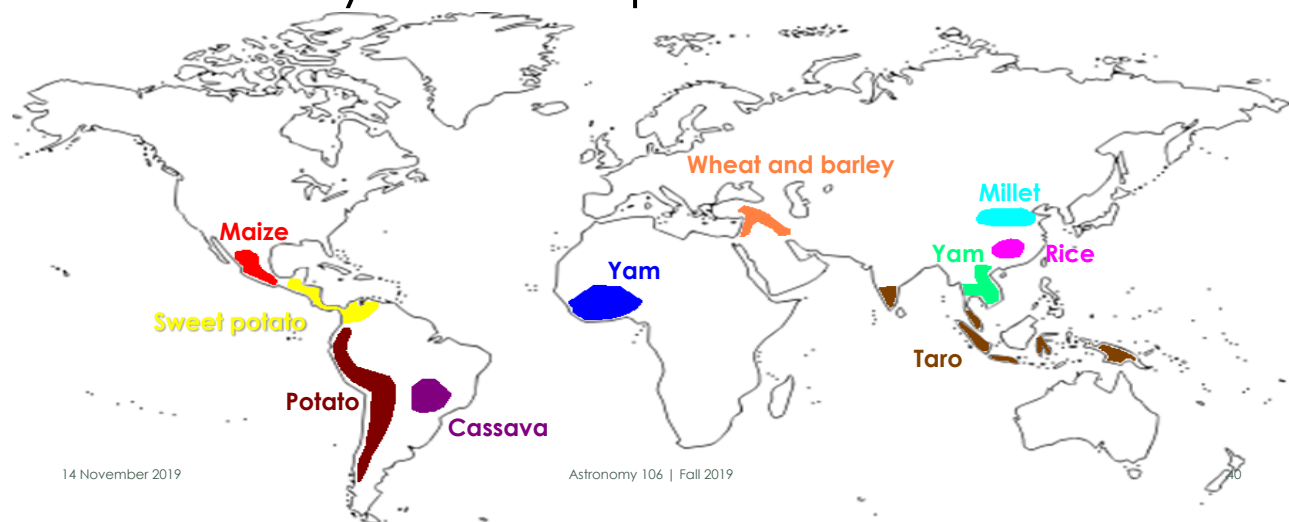 Wheat and barley
Millet
Maize
Yam
Rice
Yam
Sweet potato
Taro
Potato
Cassava
14 November 2019
Astronomy 106 | Fall 2019
40